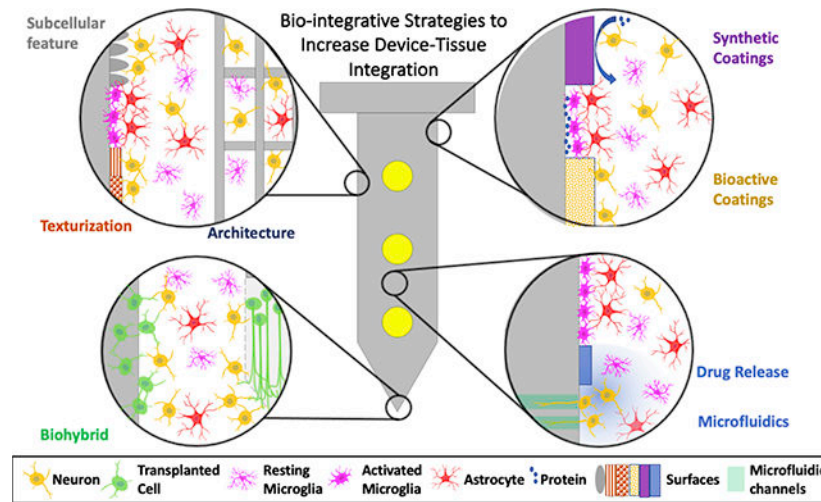 Subcellular
feature
Bio-integrative Strategies to
Increase Device-Tissue
Integration
Synthetic
Coatings
Bioactive
Coatings
Texturization
Architecture
Drug Release
Microfluidics
Biohybrid
Neuron
Transplanted
Cell
Resting
Microglia
Activated
Microglia
Astrocyte
Protein
Surfaces
Microfluidic
channels